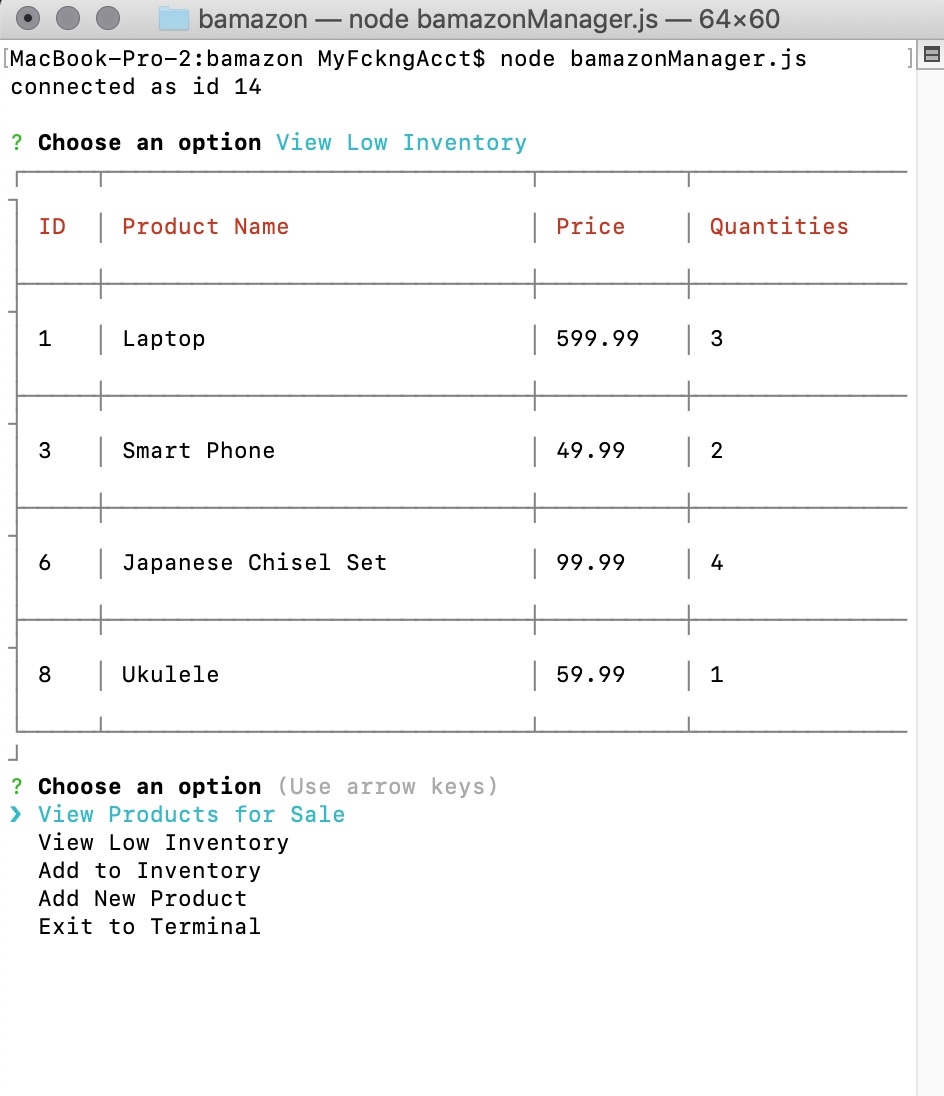 bamazon — node bamazonManager.js — 64×60
[MacBook-Pro-2:bamazon MyFckngAcct$ node bamazonManager.js ]
connected as id 14
? Choose an option View Low Inventory
ID │ Product Name │ Price │ Quantities
1 │ Laptop │ 599.99 │ 3
3 │ Smart Phone │ 49.99 │ 2
6 │ Japanese Chisel Set │ 99.99 │ 4
8 │ Ukulele │ 59.99 │ 1
? Choose an option (Use arrow keys)
❯ View Products for Sale
View Low Inventory
Add to Inventory
Add New Product
Exit to Terminal